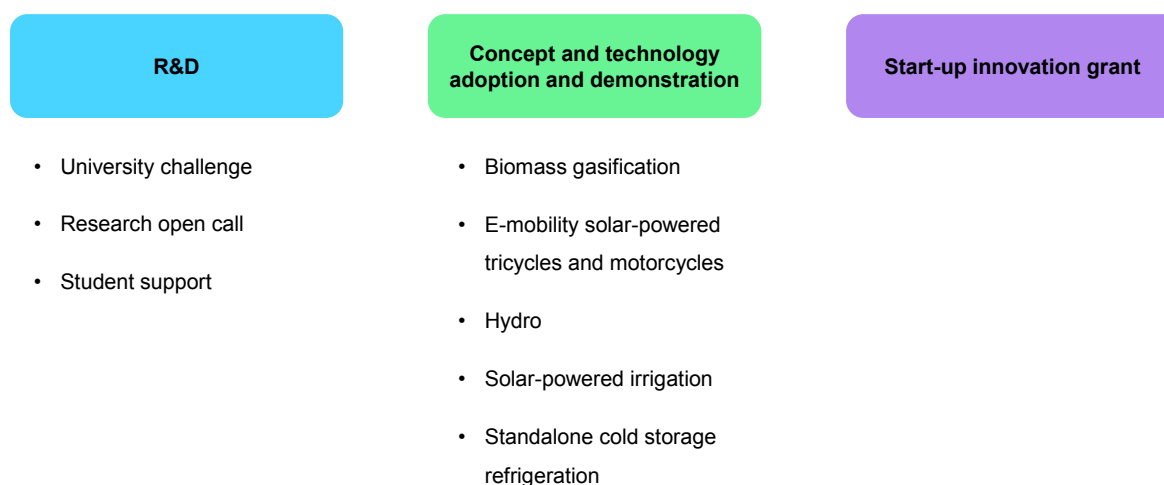 R&D
• University challenge
• Research open call
• Student support
Concept and technology
adoption and demonstration
• Biomass gasification
• E-mobility solar-powered
tricycles and motorcycles
• Hydro
• Solar-powered irrigation
• Standalone cold storage
refrigeration
Start-up innovation grant